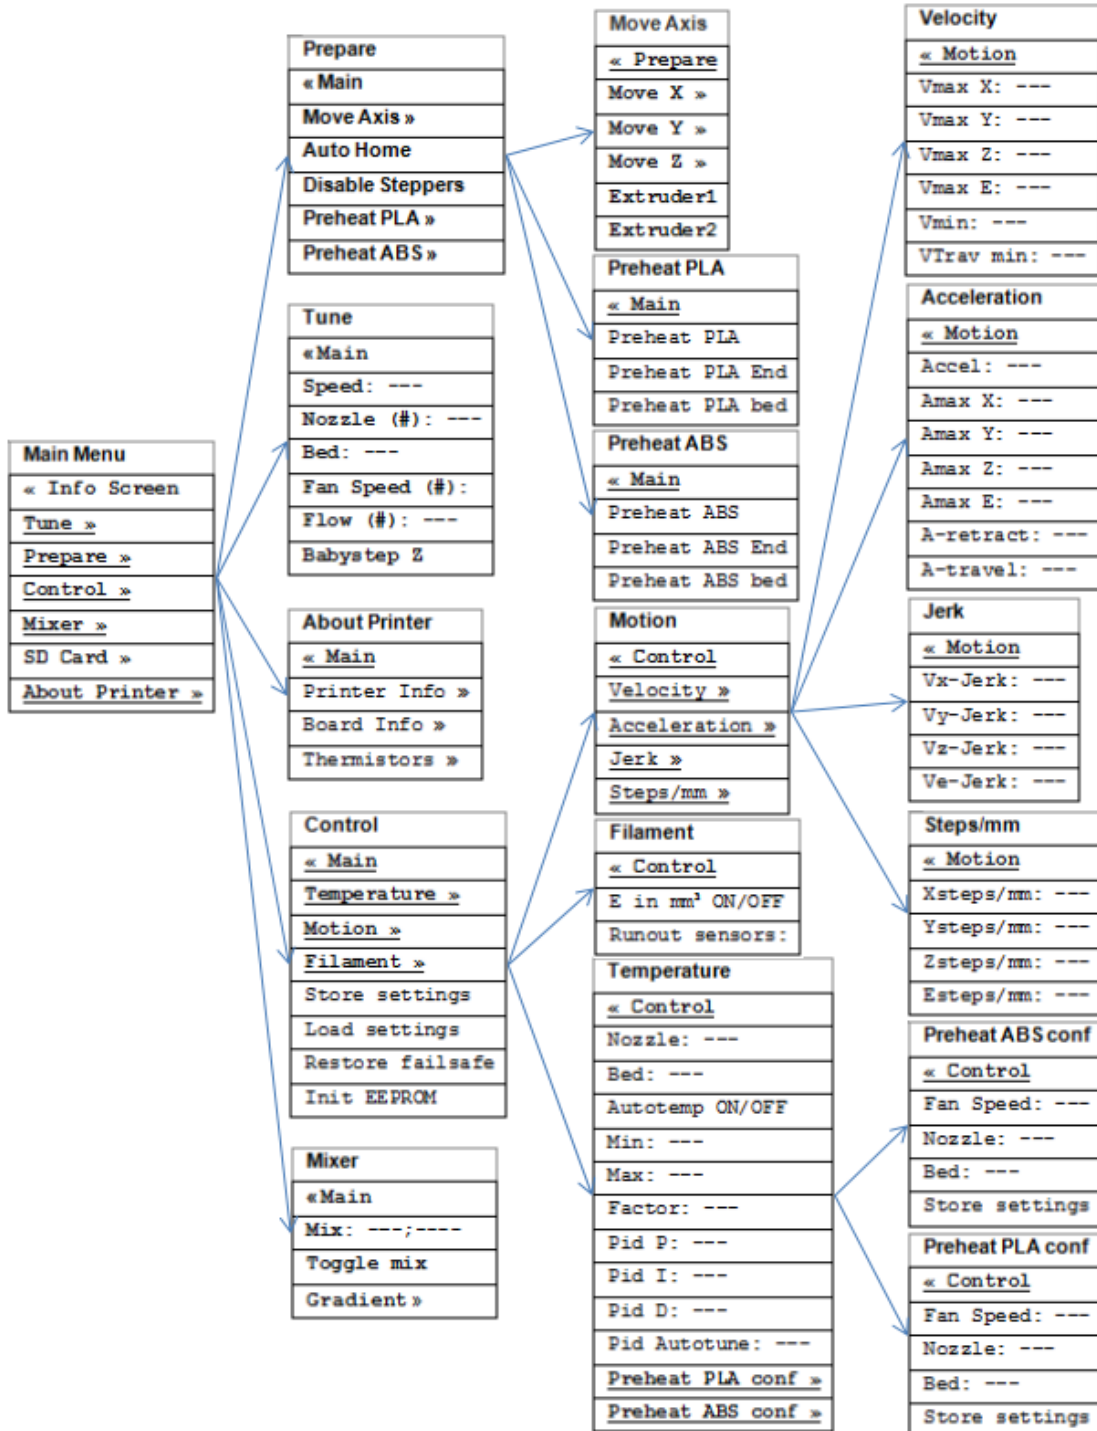 Main Menu
« Info Screen
Tune »
Prepare »
Control »
Mixer »
SD Card »
About Printer »
Prepare
« Main
Move Axis »
Auto Home
Disable Steppers
Preheat PLA »
Preheat ABS »
Tune
«Main
Speed: ---
Nozzle (#): ---
Bed: ---
Fan Speed (#):
Flow (#): ---
Babystep Z
About Printer
« Main
Printer Info »
Board Info »
Thermistors »
Control
« Main
Temperature »
Motion »
Filament »
Store settings
Load settings
Restore failsafe
Init EEPROM
Mixer
«Main
Mix: ---;----
Toggle mix
Gradient »
Move Axis
« Prepare
Move X »
Move Y »
Move Z »
Extruder1
Extruder2
Preheat PLA
« Main
Preheat PLA
Preheat PLA End
Preheat PLA bed
Preheat ABS
« Main
Preheat ABS
Preheat ABS End
Preheat ABS bed
Motion
« Control
Velocity »
Acceleration »
Jerk »
Steps/mm »
Filament
« Control
E in mm³ ON/OFF
Runout sensors:
Temperature
« Control
Nozzle: ---
Bed: ---
Autotemp ON/OFF
Min: ---
Max: ---
Factor: ---
Pid P: ---
Pid I: ---
Pid D: ---
Pid Autotune: ---
Preheat PLA conf »
Preheat ABS conf »
Velocity
« Motion
Vmax X: ---
Vmax Y: ---
Vmax Z: ---
Vmax E: ---
Vmin: ---
VTrav min: ---
Acceleration
« Motion
Accel: ---
Amax X: ---
Amax Y: ---
Amax Z: ---
Amax E: ---
A-retract: ---
A-travel: ---
Jerk
« Motion
Vx-Jerk: ---
Vy-Jerk: ---
Vz-Jerk: ---
Ve-Jerk: ---
Steps/mm
« Motion
Xsteps/mm: ---
Ysteps/mm: ---
Zsteps/mm: ---
Esteps/mm: ---
Preheat ABS conf
« Control
Fan Speed: ---
Nozzle: ---
Bed: ---
Store settings
Preheat PLA conf
« Control
Fan Speed: ---
Nozzle: ---
Bed: ---
Store settings